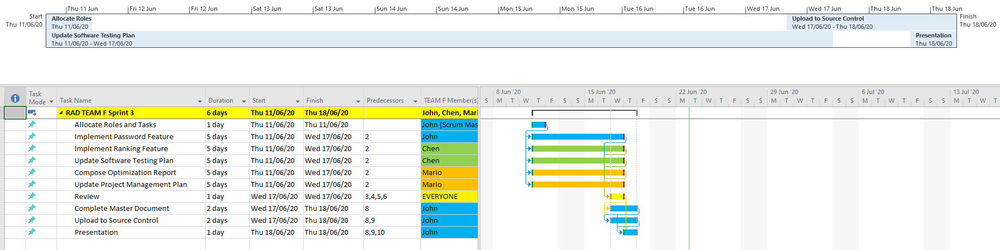 Thu 11 Jun Fri 12 Jun Fri 12 Jun Sat 13 Jun Sat 13 Jun Sun 14 Jun Sun 14 Jun Mon 15 Jun Mon 15 Jun Tue 16 Jun Tue 16 Jun Wed 17 Jun Wed 17 Jun Thu 18 Jun Thu 18 Jun
Start
Thu 11/06/20
Allocate Roles
Thu 11/06/20
Upload to Source Control
Wed 17/06/20 - Thu 18/06/20
Finish
Thu 18/06/20
Update Software Testing Plan
Thu 11/06/20 - Wed 17/06/20
Presentation
Thu 18/06/20
Task Mode Task Name Duration Start Finish Predecessors TEAM F Member(s)
8 Jun '20 15 Jun '20 22 Jun '20 29 Jun '20 6 Jul '20 13 Jul '20
S M T W T F S S M T W T F S S M T W T F S S M T W T F S S M T W T F S S M T W
RAD TEAM F Sprint 3 6 days Thu 11/06/20 Thu 18/06/20 John, Chen, Mari
Allocate Roles and Tasks 1 day Thu 11/06/20 Thu 11/06/20 John (Scrum Mas
Implement Password Feature 5 days Thu 11/06/20 Wed 17/06/20 2 John
Implement Ranking Feature 5 days Thu 11/06/20 Wed 17/06/20 2 Chen
Update Software Testing Plan 5 days Thu 11/06/20 Wed 17/06/20 2 Chen
Compose Optimization Report 5 days Thu 11/06/20 Wed 17/06/20 2 Mario
Update Project Management Plan 5 days Thu 11/06/20 Wed 17/06/20 2 Mario
Review 1 day Wed 17/06/20 Wed 17/06/20 3,4,5,6 EVERYONE
Complete Master Document 2 days Wed 17/06/20 Thu 18/06/20 8 John
Upload to Source Control 2 days Wed 17/06/20 Thu 18/06/20 8,9 John
Presentation 1 day Thu 18/06/20 Thu 18/06/20 8,9,10 John